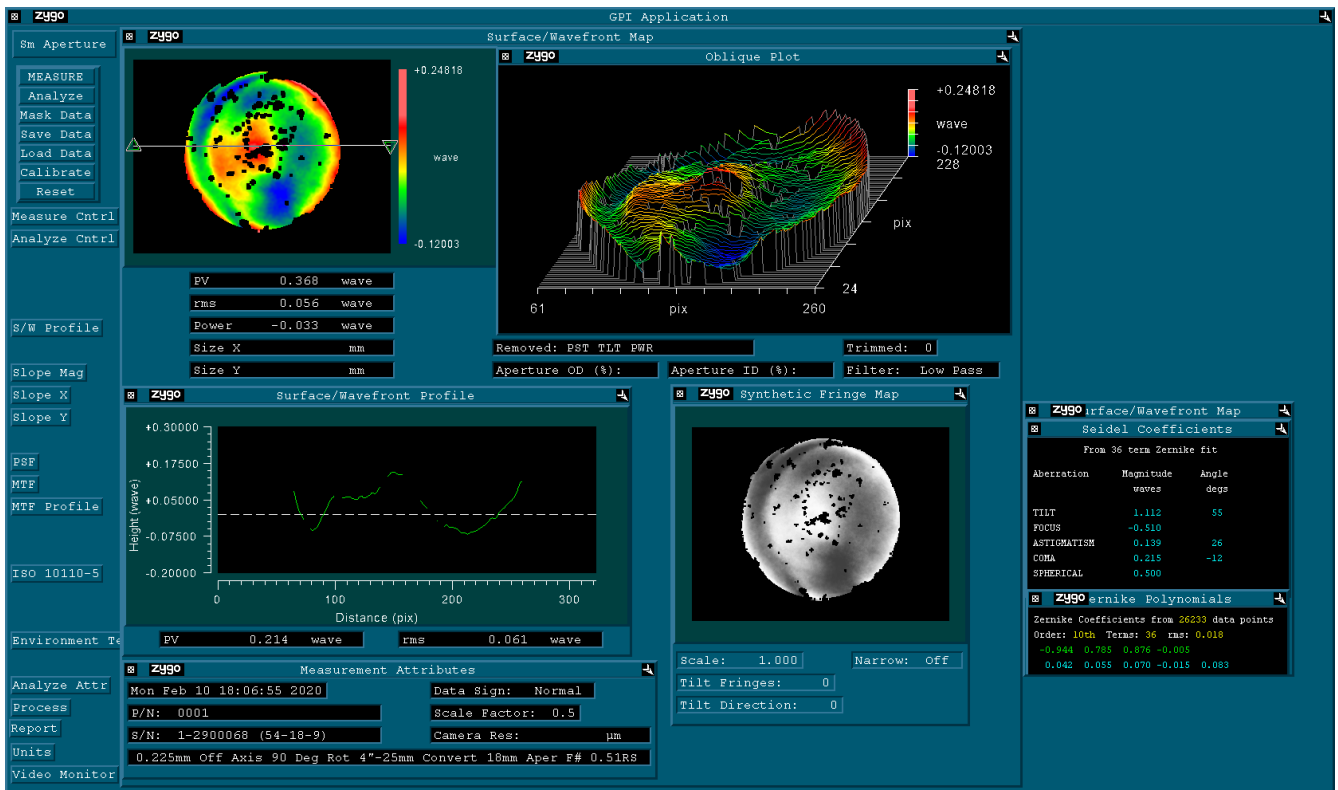 zygo GPI Application
Sm Aperture
MEASURE
Analyze
Mask Data
Save Data
Load Data
Calibrate
Reset
Measure Cntrl
Analyze Cntrl
S/W Profile
Slope Mag
Slope X
Slope Y
PSF
MTF
MTF Profile
ISO 10110-5
Environment Te
Analyze Attr
Process
Report
Units
Video Monitor
zygo Surface/Wavefront Map
+0.24818
wave
-0.12003
PV 0.368 wave
rms 0.056 wave
Power -0.033 wave
Size X mm
Size Y mm
zygo Oblique Plot
+0.24818
wave
-0.12003
228
pix
24
61 pix 260
Removed: PST TLT PWR Trimmed: 0
Aperture OD (%): Aperture ID (%): Filter: Low Pass
zygo Surface/Wavefront Profile
+0.30000
+0.17500
+0.05000
-0.07500
-0.20000
Height (wave)
0 100 200 300
Distance (pix)
PV 0.214 wave rms 0.061 wave
zygo Synthetic Fringe Map
Scale: 1.000 Narrow: Off
Tilt Fringes: 0
Tilt Direction: 0
zygo Measurement Attributes
Mon Feb 10 18:06:55 2020 Data Sign: Normal
P/N: 0001 Scale Factor: 0.5
S/N: 1-2900068 (54-18-9) Camera Res: µm
0.225mm Off Axis 90 Deg Rot 4"-25mm Convert 18mm Aper F# 0.51RS
zygo urface/Wavefront Map
Seidel Coefficients
From 36 term Zernike fit
Aberration Magnitude Angle
waves degs
TILT 1.112 55
FOCUS -0.510
ASTIGMATISM 0.139 26
COMA 0.215 -12
SPHERICAL 0.500
zygo ernike Polynomials
Zernike Coefficients from 26233 data points
Order: 10th Terms: 36 rms: 0.018
-0.944 0.785 0.876 -0.005
0.042 0.055 0.070 -0.015 0.083